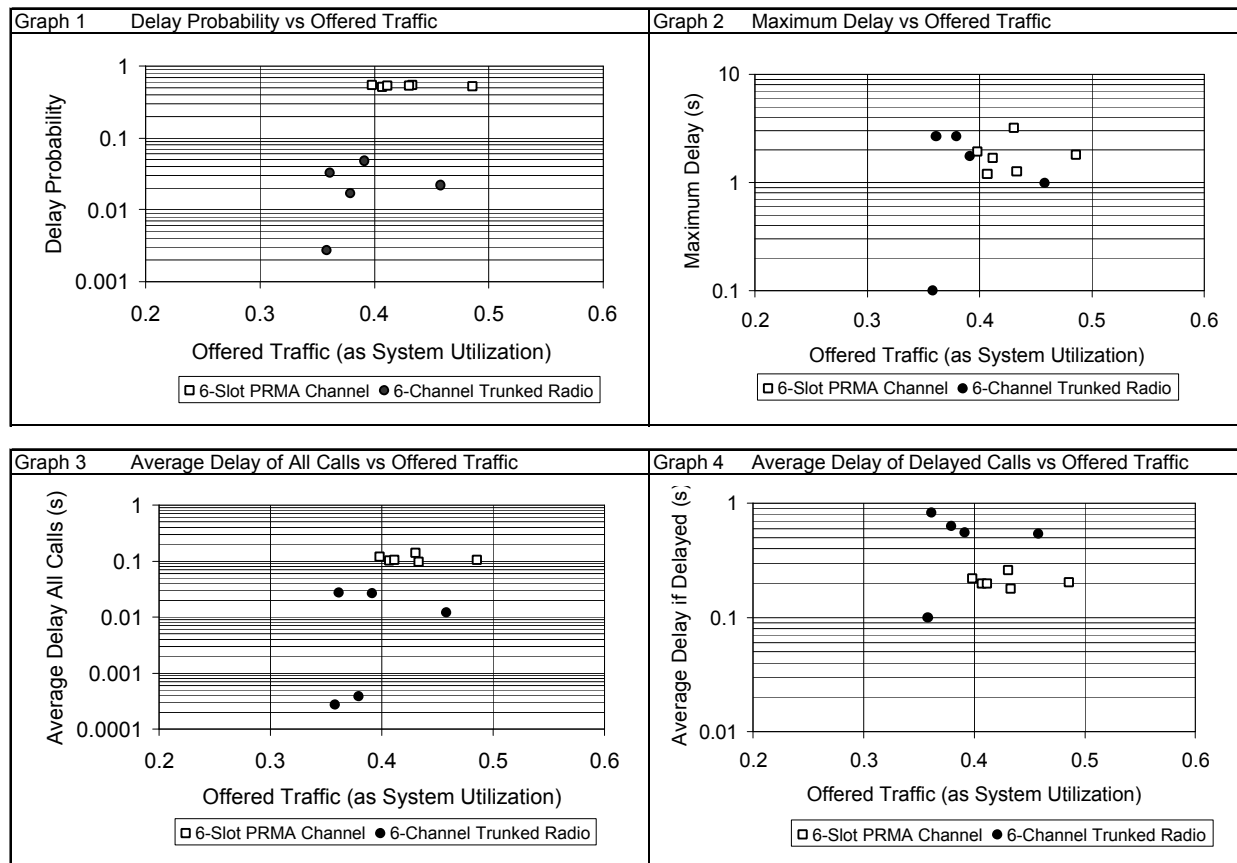 Graph 1 Delay Probability vs Offered Traffic
1
0.1
0.01
0.001
Delay Probability
0.2 0.3 0.4 0.5 0.6
Offered Traffic (as System Utilization)
6-Slot PRMA Channel 6-Channel Trunked Radio
Graph 2 Maximum Delay vs Offered Traffic
10
1
0.1
Maximum Delay (s)
0.2 0.3 0.4 0.5 0.6
Offered Traffic (as System Utilization)
6-Slot PRMA Channel 6-Channel Trunked Radio
Graph 3 Average Delay of All Calls vs Offered Traffic
1
0.1
0.01
0.001
0.0001
Average Delay All Calls (s)
0.2 0.3 0.4 0.5 0.6
Offered Traffic (as System Utilization)
6-Slot PRMA Channel 6-Channel Trunked Radio
Graph 4 Average Delay of Delayed Calls vs Offered Traffic
1
0.1
0.01
Average Delay if Delayed (s)
0.2 0.3 0.4 0.5 0.6
Offered Traffic (as System Utilization)
6-Slot PRMA Channel 6-Channel Trunked Radio